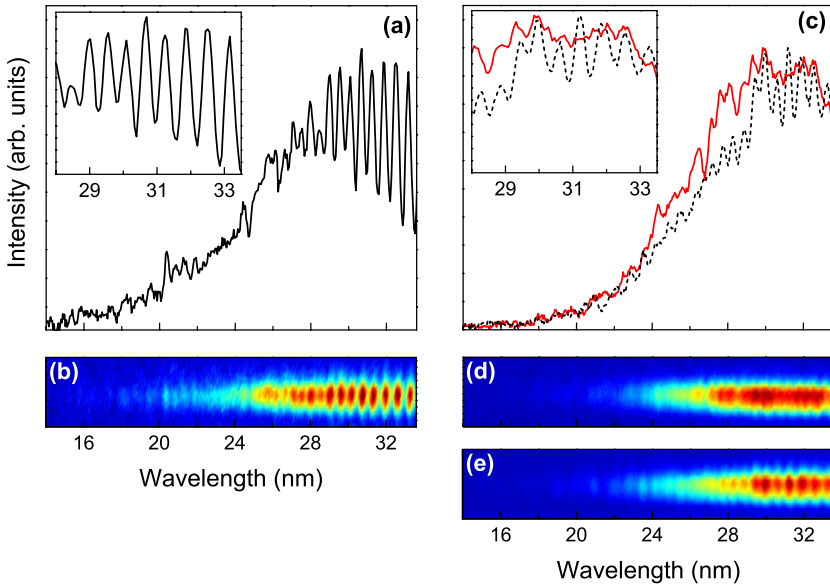 (a)
(c)
Intensity (arb. units)
29 31 33
29 31 33
(b)
(d)
16 20 24 28 32
Wavelength (nm)
(e)
16 20 24 28 32
Wavelength (nm)